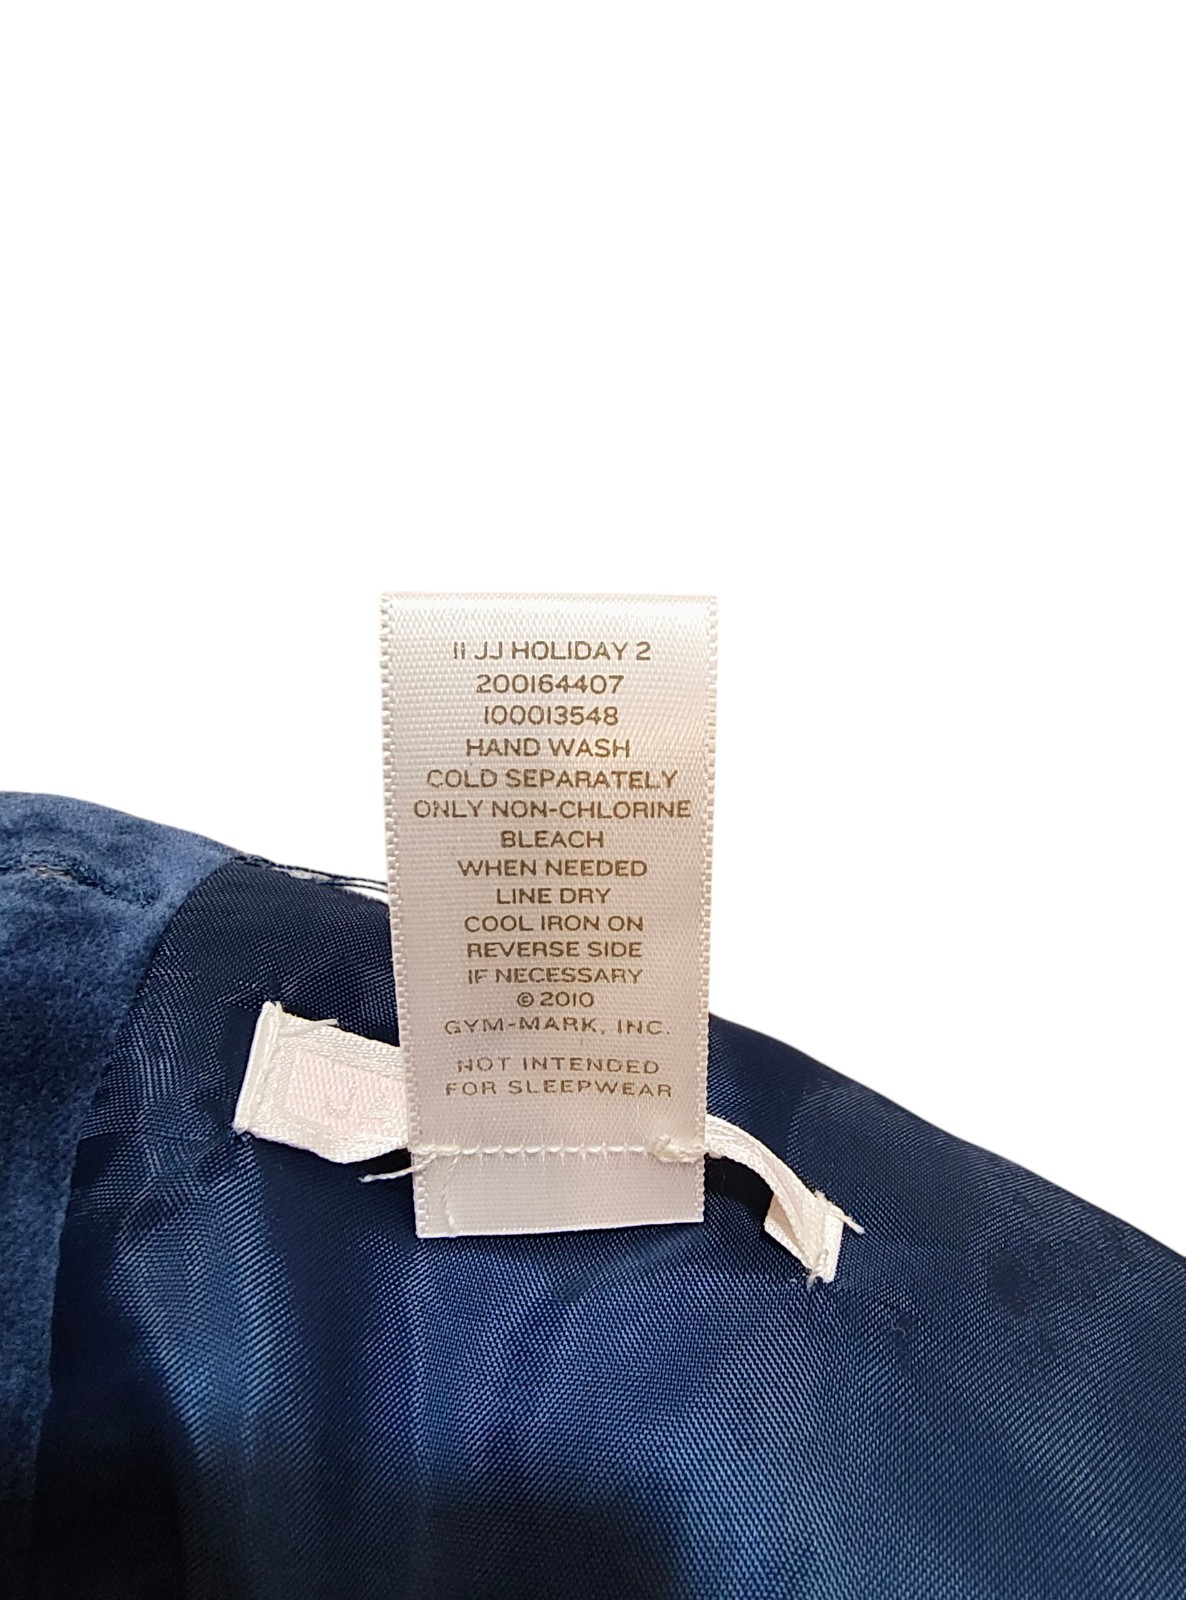 11 JJ HOLIDAY 2
200164407
100013548
HAND WASH
COLD SEPARATELY
ONLY NON-CHLORINE
BLEACH
WHEN NEEDED
LINE DRY
COOL IRON ON
REVERSE SIDE
IF NECESSARY
© 2010
GYM-MARK, INC.
NOT INTENDED
FOR SLEEPWEAR